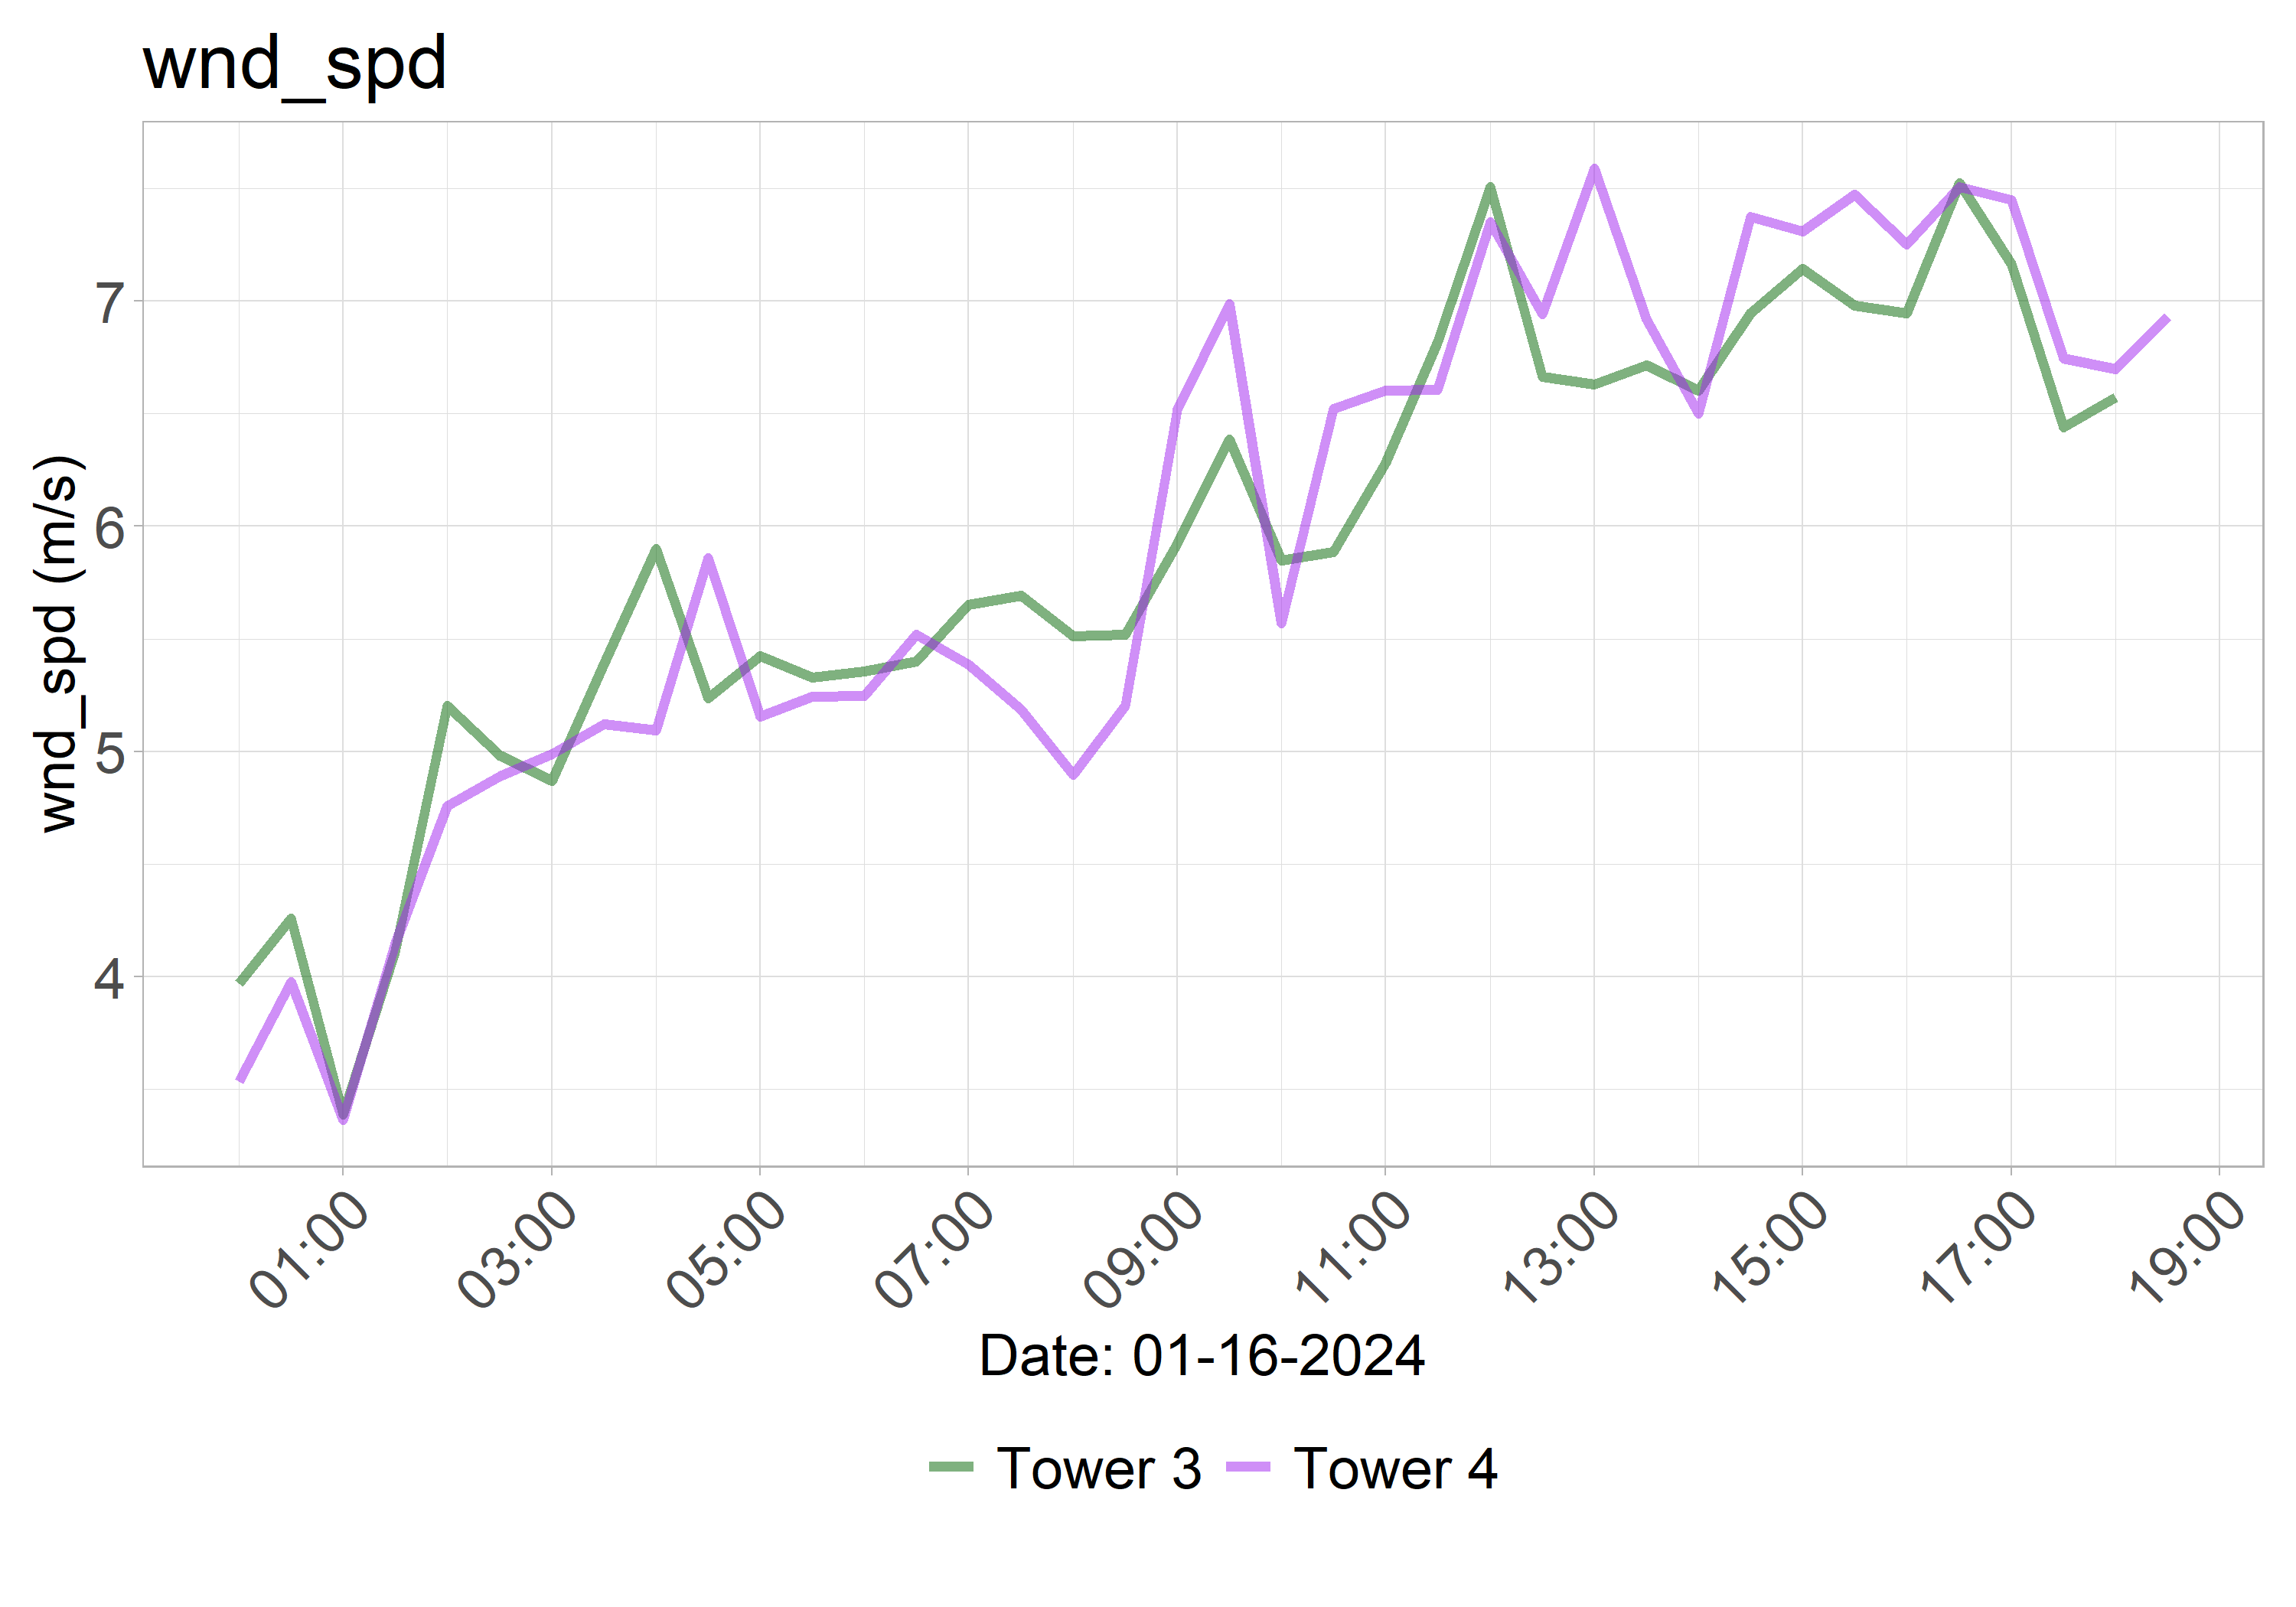 wnd_spd
wnd_spd (m/s)
7
6
5
4
01:00 03:00 05:00 07:00 09:00 11:00 13:00 15:00 17:00 19:00
Date: 01-16-2024
Tower 3 Tower 4